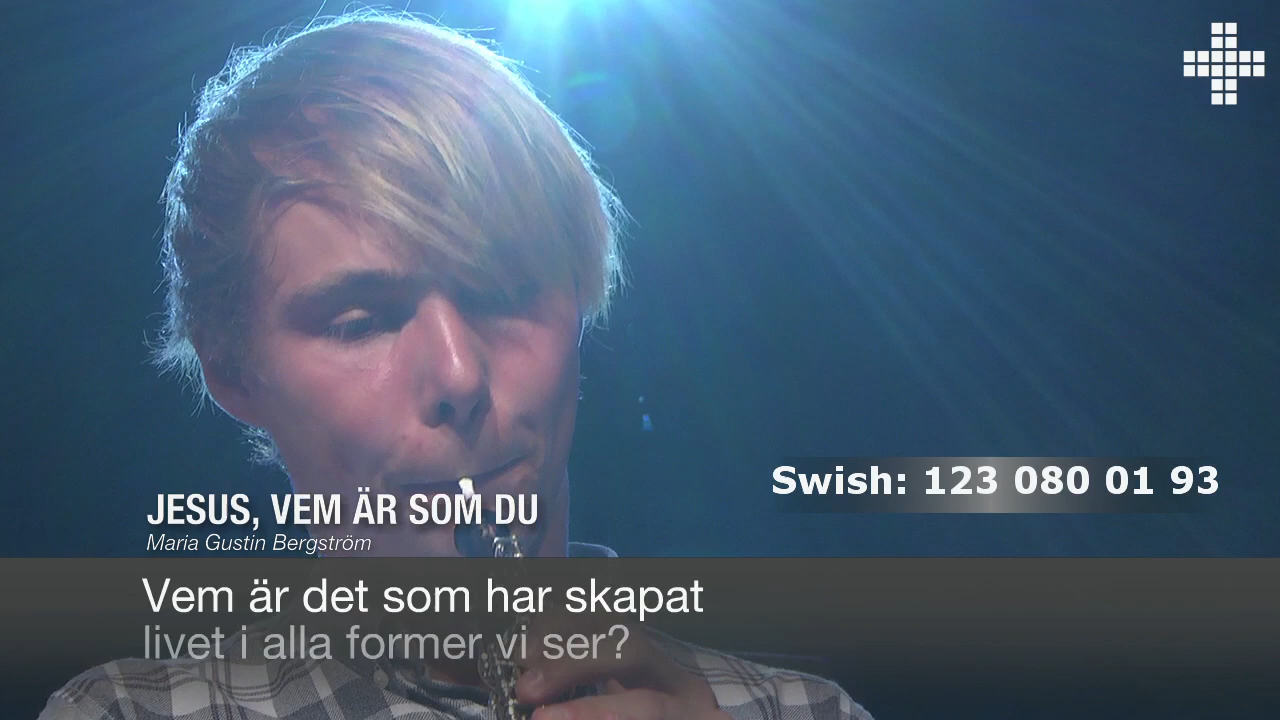 JESUS, VEM ÄR SOM DU
Maria Gustin Bergström
Swish: 123 080 01 93
Vem är det som har skapat
livet i alla former vi ser?